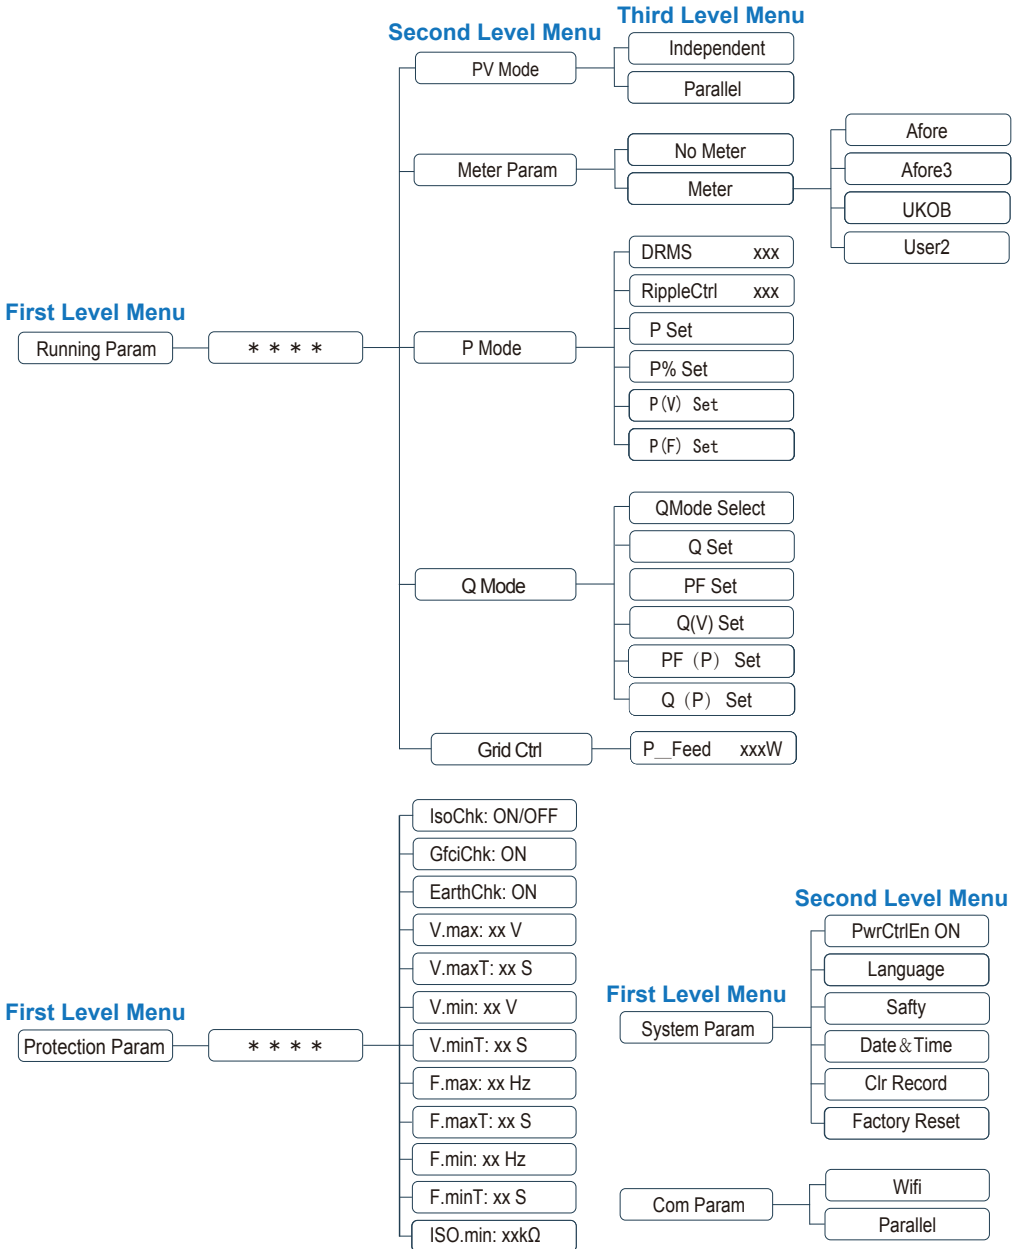 Third Level Menu
Second Level Menu
Independent
PV Mode
Parallel
Afore
No Meter
Meter Param
Afore3
Meter
UKOB
User2
DRMS xxx
RippleCtrl xxx
First Level Menu
P Set
Running Param
* * * *
P Mode
P% Set
P(V) Set
P(F) Set
QMode Select
Q Set
Q Mode
PF Set
Q(V) Set
PF（P） Set
Q（P） Set
Grid Ctrl
P__Feed xxxW
IsoChk: ON/OFF
GfciChk: ON
EarthChk: ON
V.max: xx V
V.maxT: xx S
V.min: xx V
First Level Menu
Protection Param
* * * *
V.minT: xx S
F.max: xx Hz
F.maxT: xx S
F.min: xx Hz
F.minT: xx S
ISO.min: xxkΩ
Second Level Menu
PwrCtrlEn ON
Language
First Level Menu
System Param
Safty
Date&Time
Clr Record
Factory Reset
Wifi
Com Param
Parallel